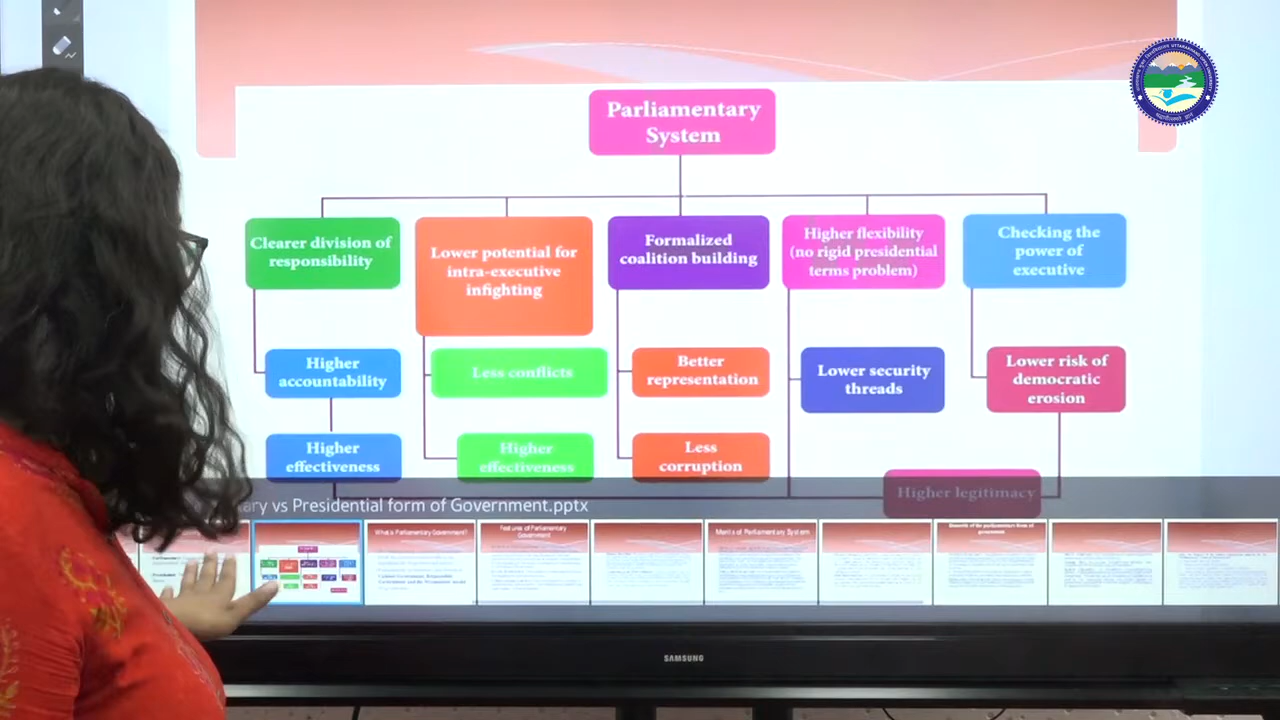 Parliamentary
System
Clearer division of
responsibility
Lower potential for
intra-executive
infighting
Formalized
coalition building
Higher flexibility
(no rigid presidential
terms problem)
Checking the
power of
executive
Higher
accountability
Less conflicts
Better
representation
Lower security
threads
Lower risk of
democratic
erosion
Higher
effectiveness
Higher
effectiveness
Less
corruption
Higher legitimacy
ary vs Presidential form of Government.pptx
What is Parliamentary Government?
Features of Parliamentary
Government
Merits of Parliamentary System
SAMSUNG